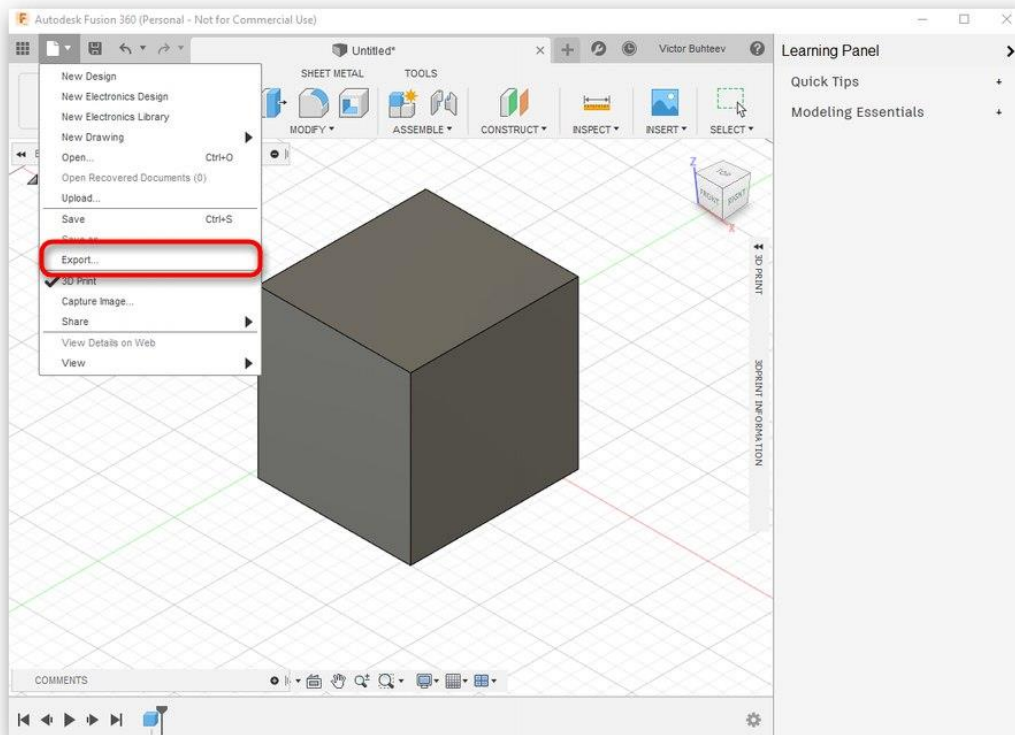 Autodesk Fusion 360 (Personal - Not for Commercial Use)
Untitled*
Victor Buhteev
Learning Panel
Quick Tips
Modeling Essentials
SHEET METAL TOOLS
MODIFY ASSEMBLE CONSTRUCT INSPECT INSERT SELECT
New Design
New Electronics Design
New Electronics Library
New Drawing
Open... Ctrl+O
Open Recovered Documents (0)
Upload...
Save Ctrl+S
Export...
3D Print
Capture Image...
Share
View Details on Web
View
Z
TOP
FRONT
RIGHT
X
3D PRINT
3DPRINT INFORMATION
COMMENTS